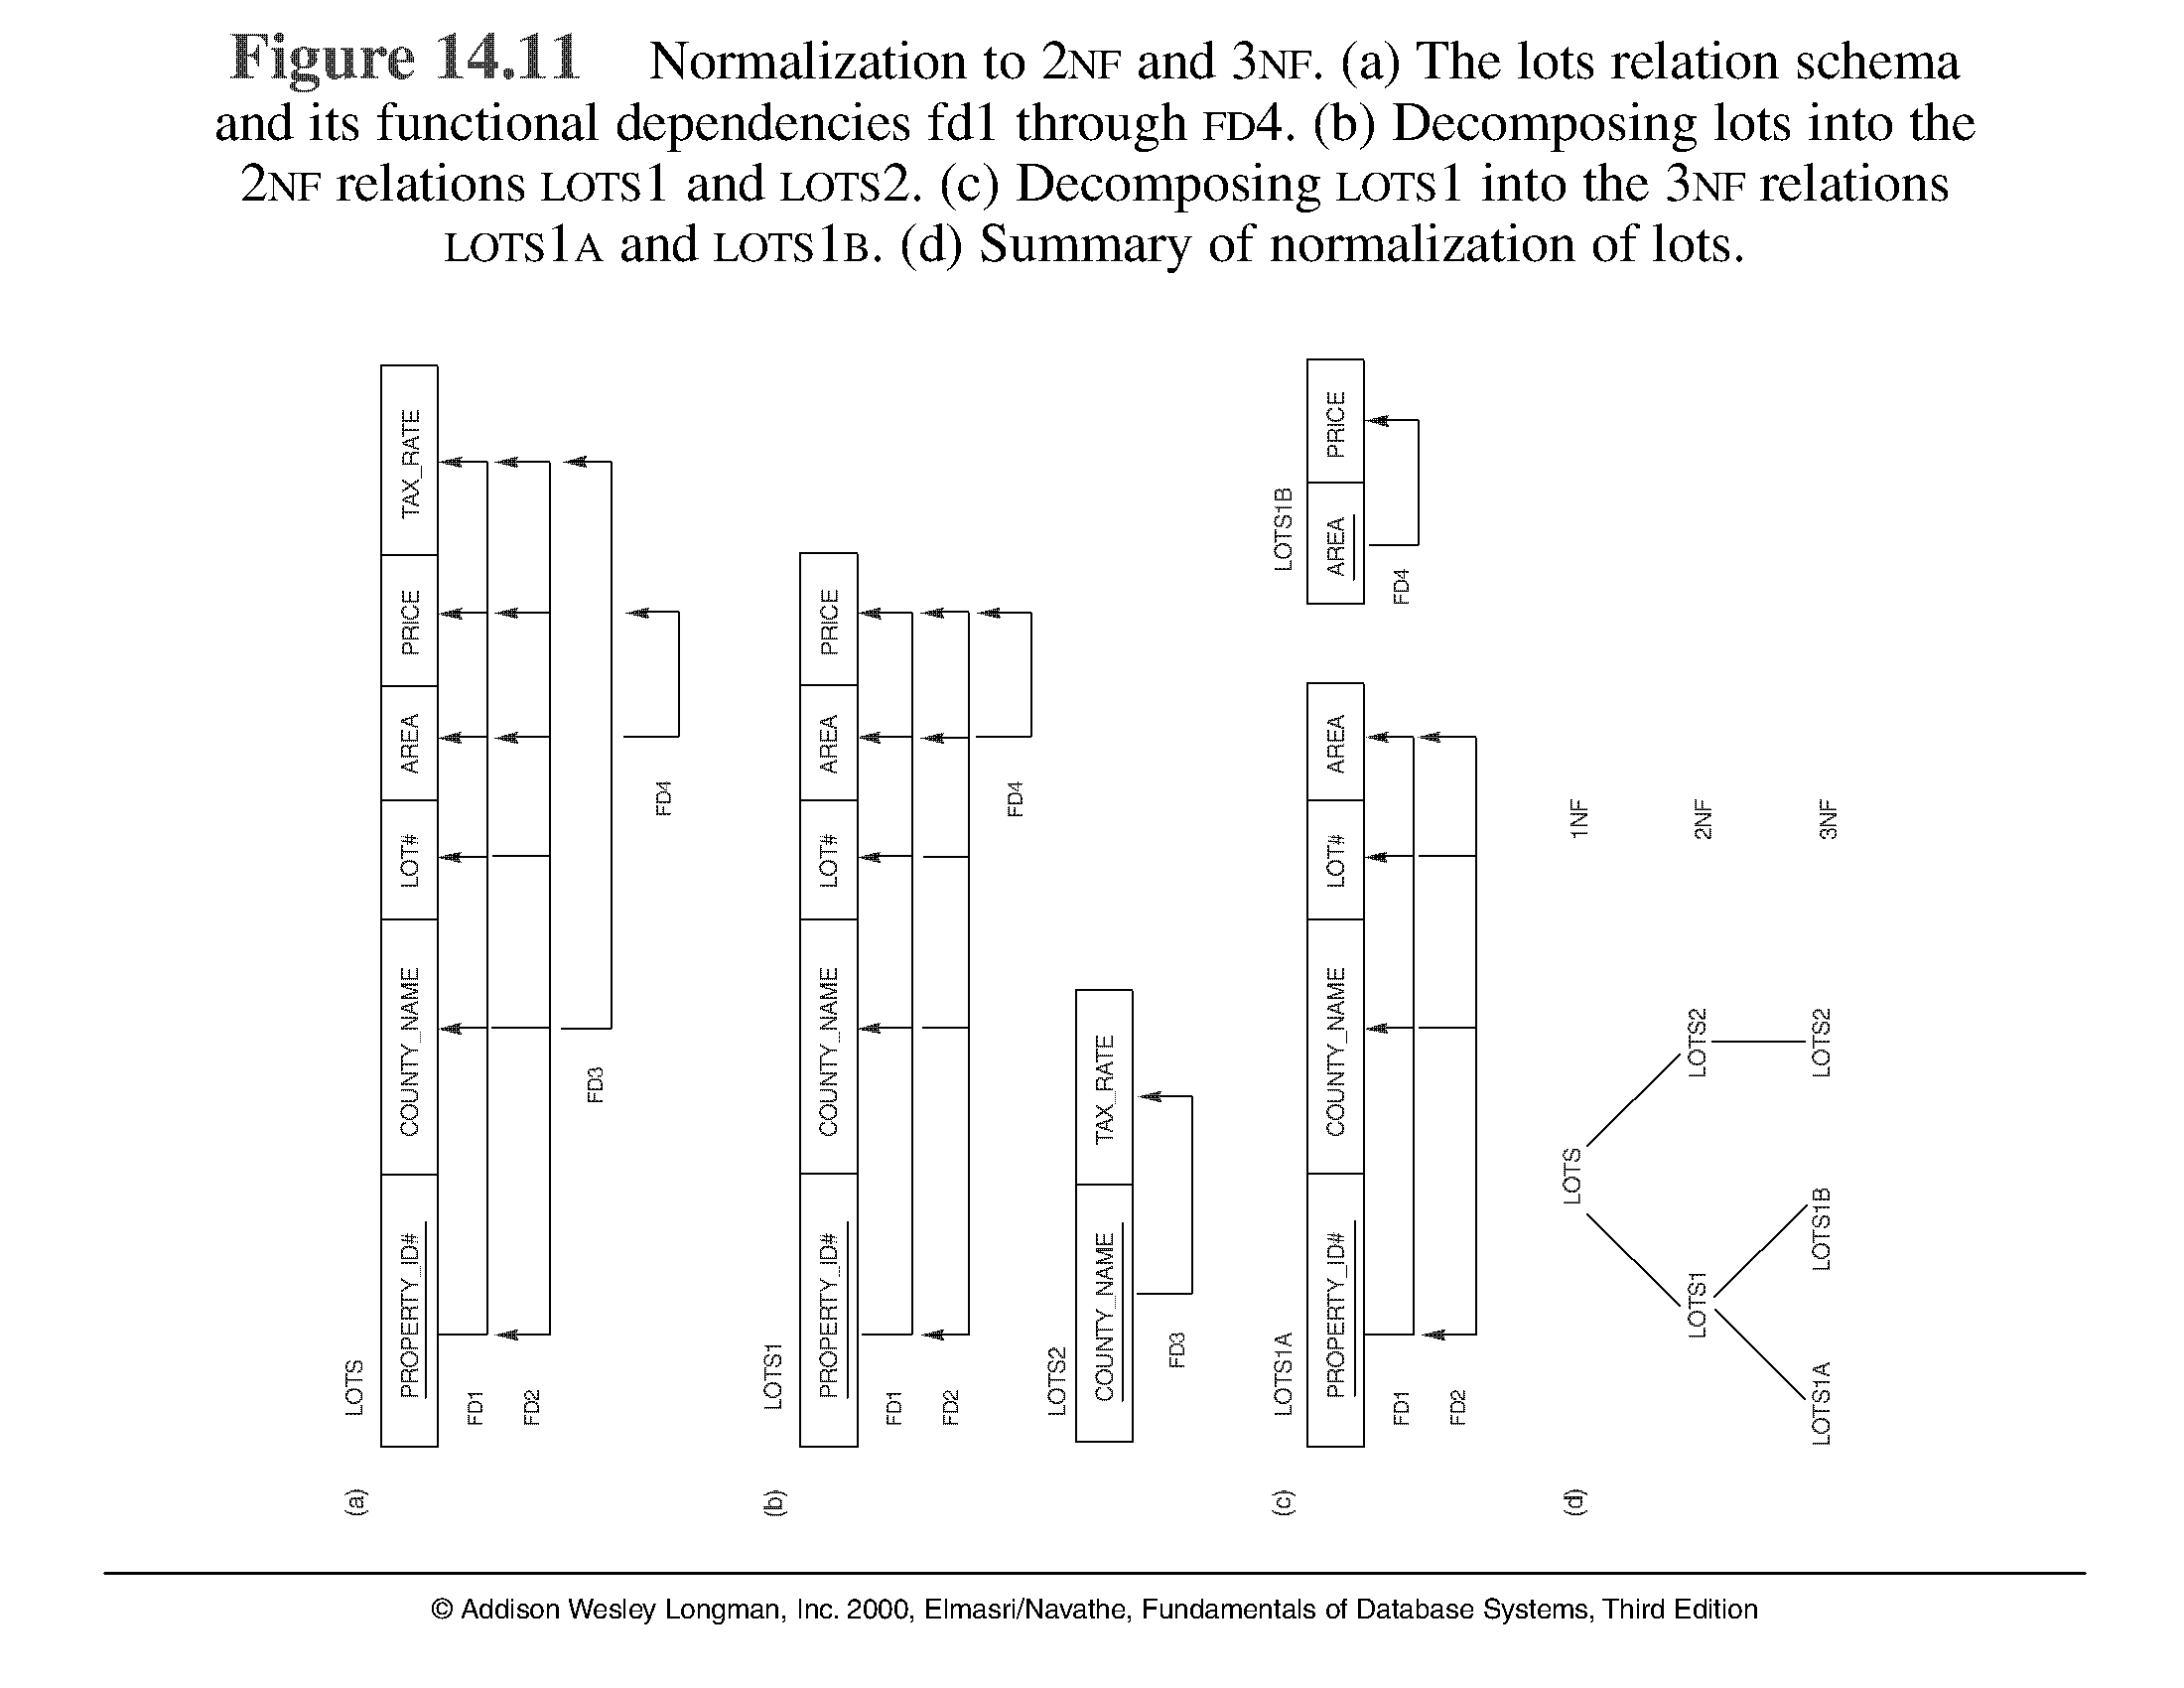 Figure 14.11 Normalization to 2NF and 3NF. (a) The lots relation schema
and its functional dependencies fd1 through FD4. (b) Decomposing lots into the
2NF relations LOTS1 and LOTS2. (c) Decomposing LOTS1 into the 3NF relations
LOTS1A and LOTS1B. (d) Summary of normalization of lots.
(a)
LOTS
PROPERTY_ID# COUNTY_NAME LOT# AREA PRICE TAX_RATE
FD1
FD2
FD3
FD4
(b)
LOTS1
PROPERTY_ID# COUNTY_NAME LOT# AREA PRICE
FD1
FD2
FD4
LOTS2
COUNTY_NAME TAX_RATE
FD3
(c)
LOTS1A
PROPERTY_ID# COUNTY_NAME LOT# AREA
FD1
FD2
LOTS1B
AREA PRICE
FD4
(d)
LOTS 1NF
LOTS1 LOTS2 2NF
LOTS1A LOTS1B LOTS2 3NF
© Addison Wesley Longman, Inc. 2000, Elmasri/Navathe, Fundamentals of Database Systems, Third Edition